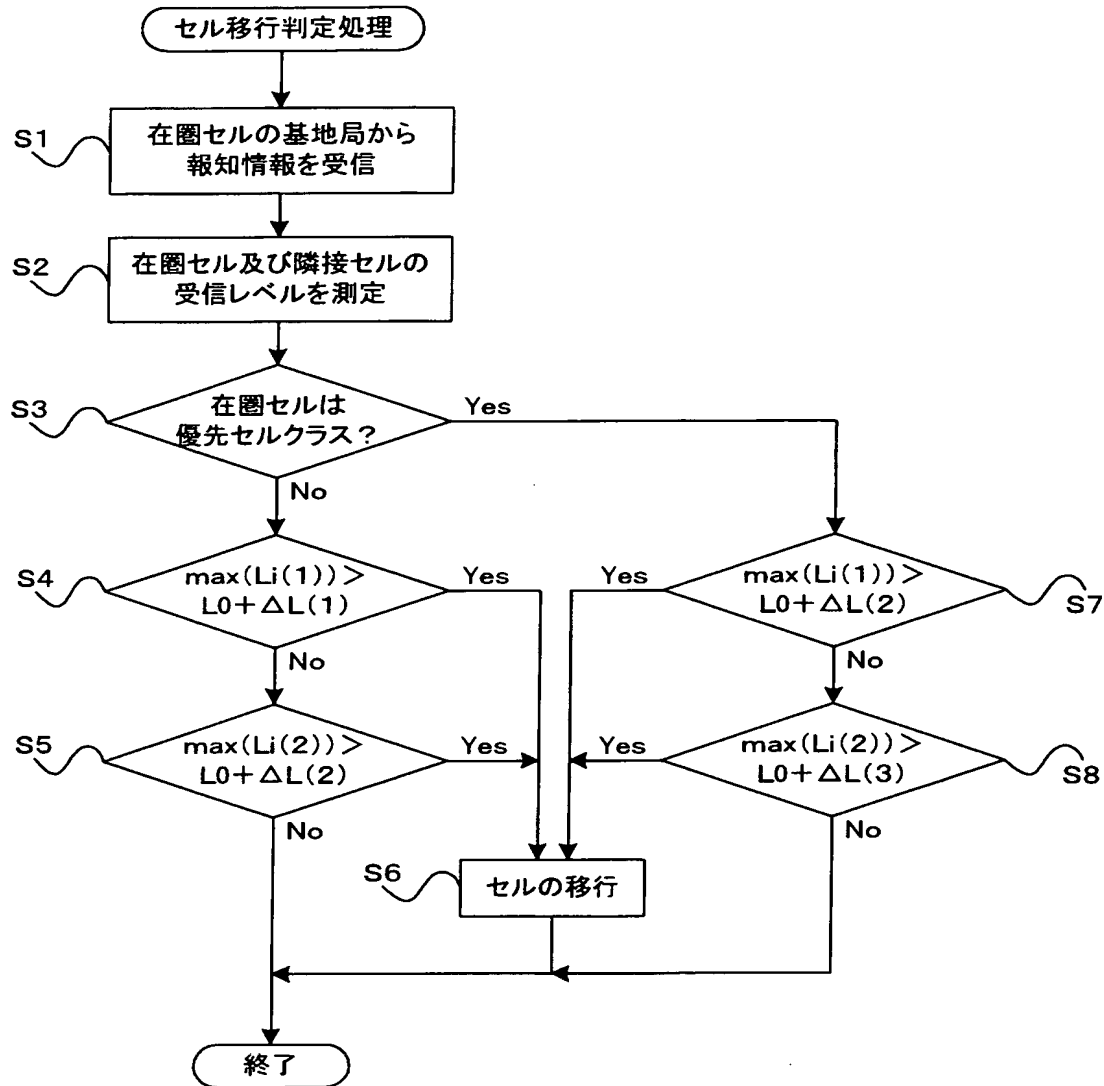 セル移行判定処理
S1
在圏セルの基地局から
報知情報を受信
S2
在圏セル及び隣接セルの
受信レベルを測定
S3
在圏セルは
優先セルクラス?
Yes
No
S4
max(Li(1))>
L0+△L(1)
Yes
No
Yes
max(Li(1))>
L0+△L(2)
S7
No
S5
max(Li(2))>
L0+△L(2)
Yes
No
Yes
max(Li(2))>
L0+△L(3)
S8
No
S6
セルの移行
終了